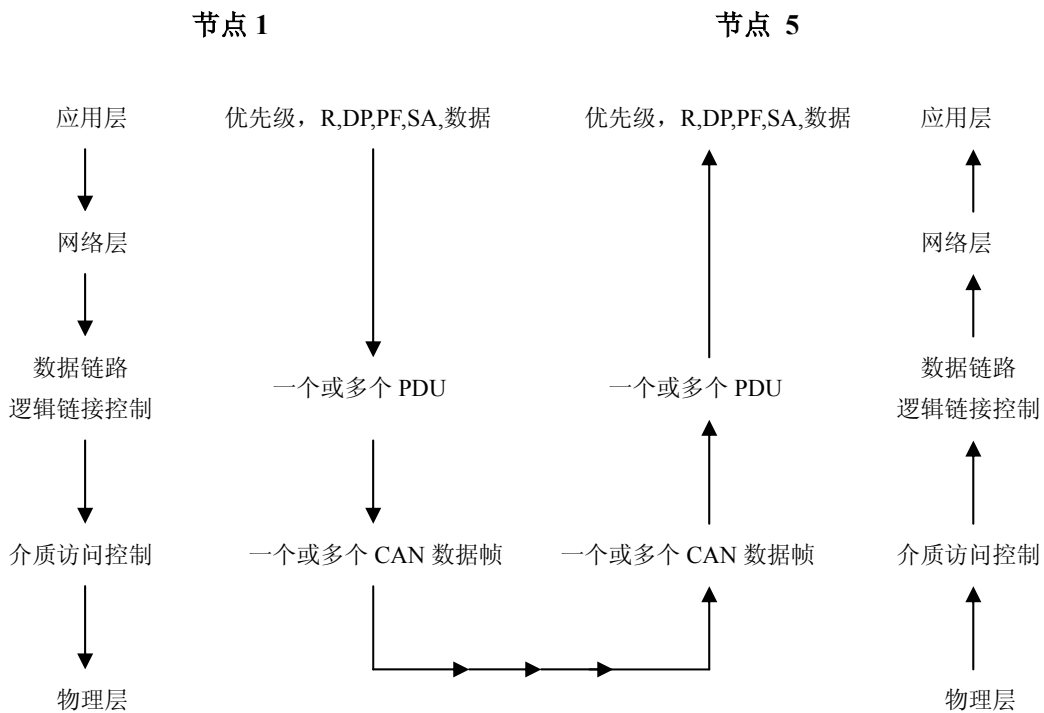 节点 1 节点 5
应用层 优先级，R,DP,PF,SA,数据 优先级，R,DP,PF,SA,数据 应用层
网络层 网络层
数据链路 数据链路
逻辑链接控制 一个或多个 PDU 一个或多个 PDU 逻辑链接控制
介质访问控制 一个或多个 CAN 数据帧 一个或多个 CAN 数据帧 介质访问控制
物理层 物理层